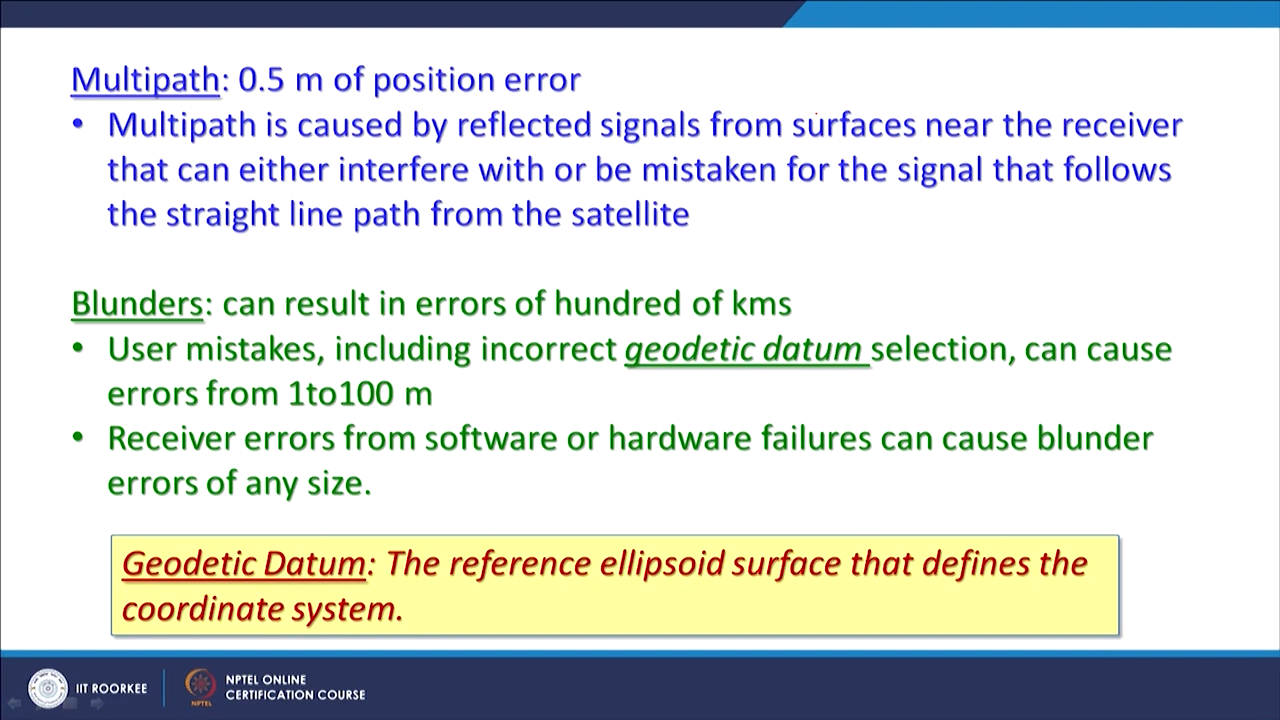 Multipath: 0.5 m of position error
• Multipath is caused by reflected signals from surfaces near the receiver
that can either interfere with or be mistaken for the signal that follows
the straight line path from the satellite
Blunders: can result in errors of hundred of kms
• User mistakes, including incorrect geodetic datum selection, can cause
errors from 1to100 m
• Receiver errors from software or hardware failures can cause blunder
errors of any size.
Geodetic Datum: The reference ellipsoid surface that defines the
coordinate system.
IIT ROORKEE
NPTEL
NPTEL ONLINE
CERTIFICATION COURSE